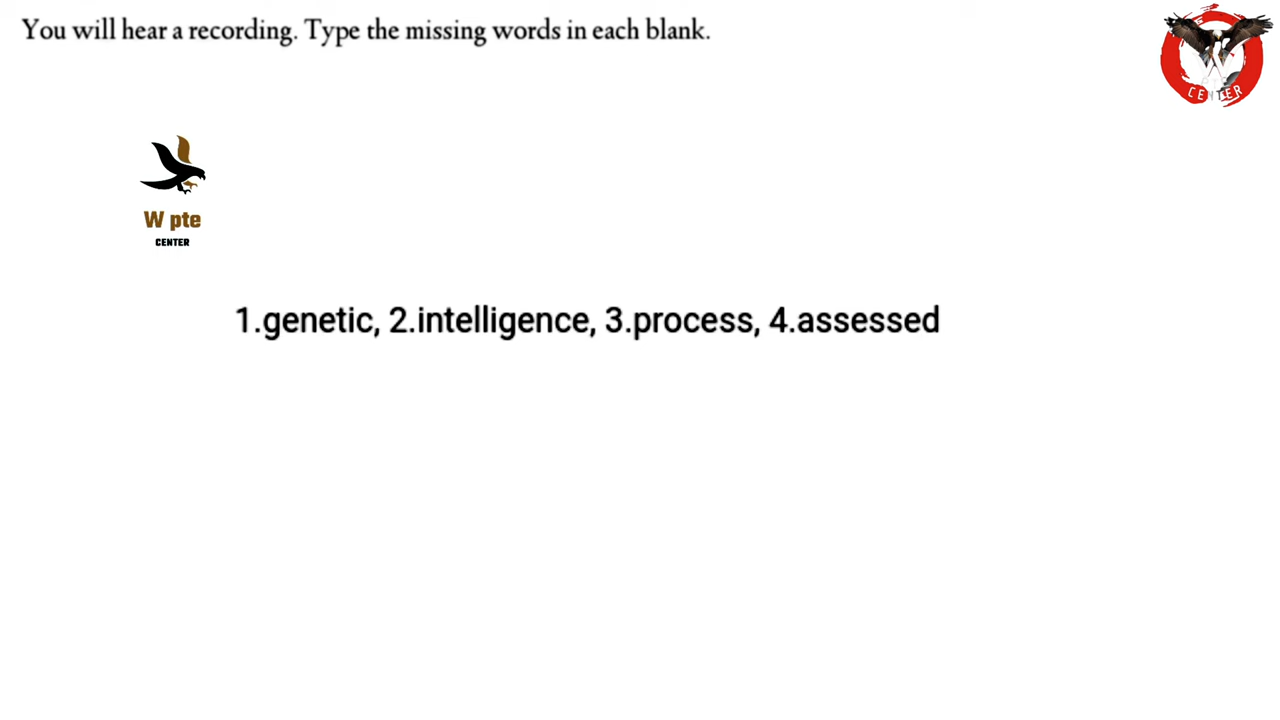 You will hear a recording. Type the missing words in each blank.
CENTER
W pte
CENTER
1.genetic, 2.intelligence, 3.process, 4.assessed